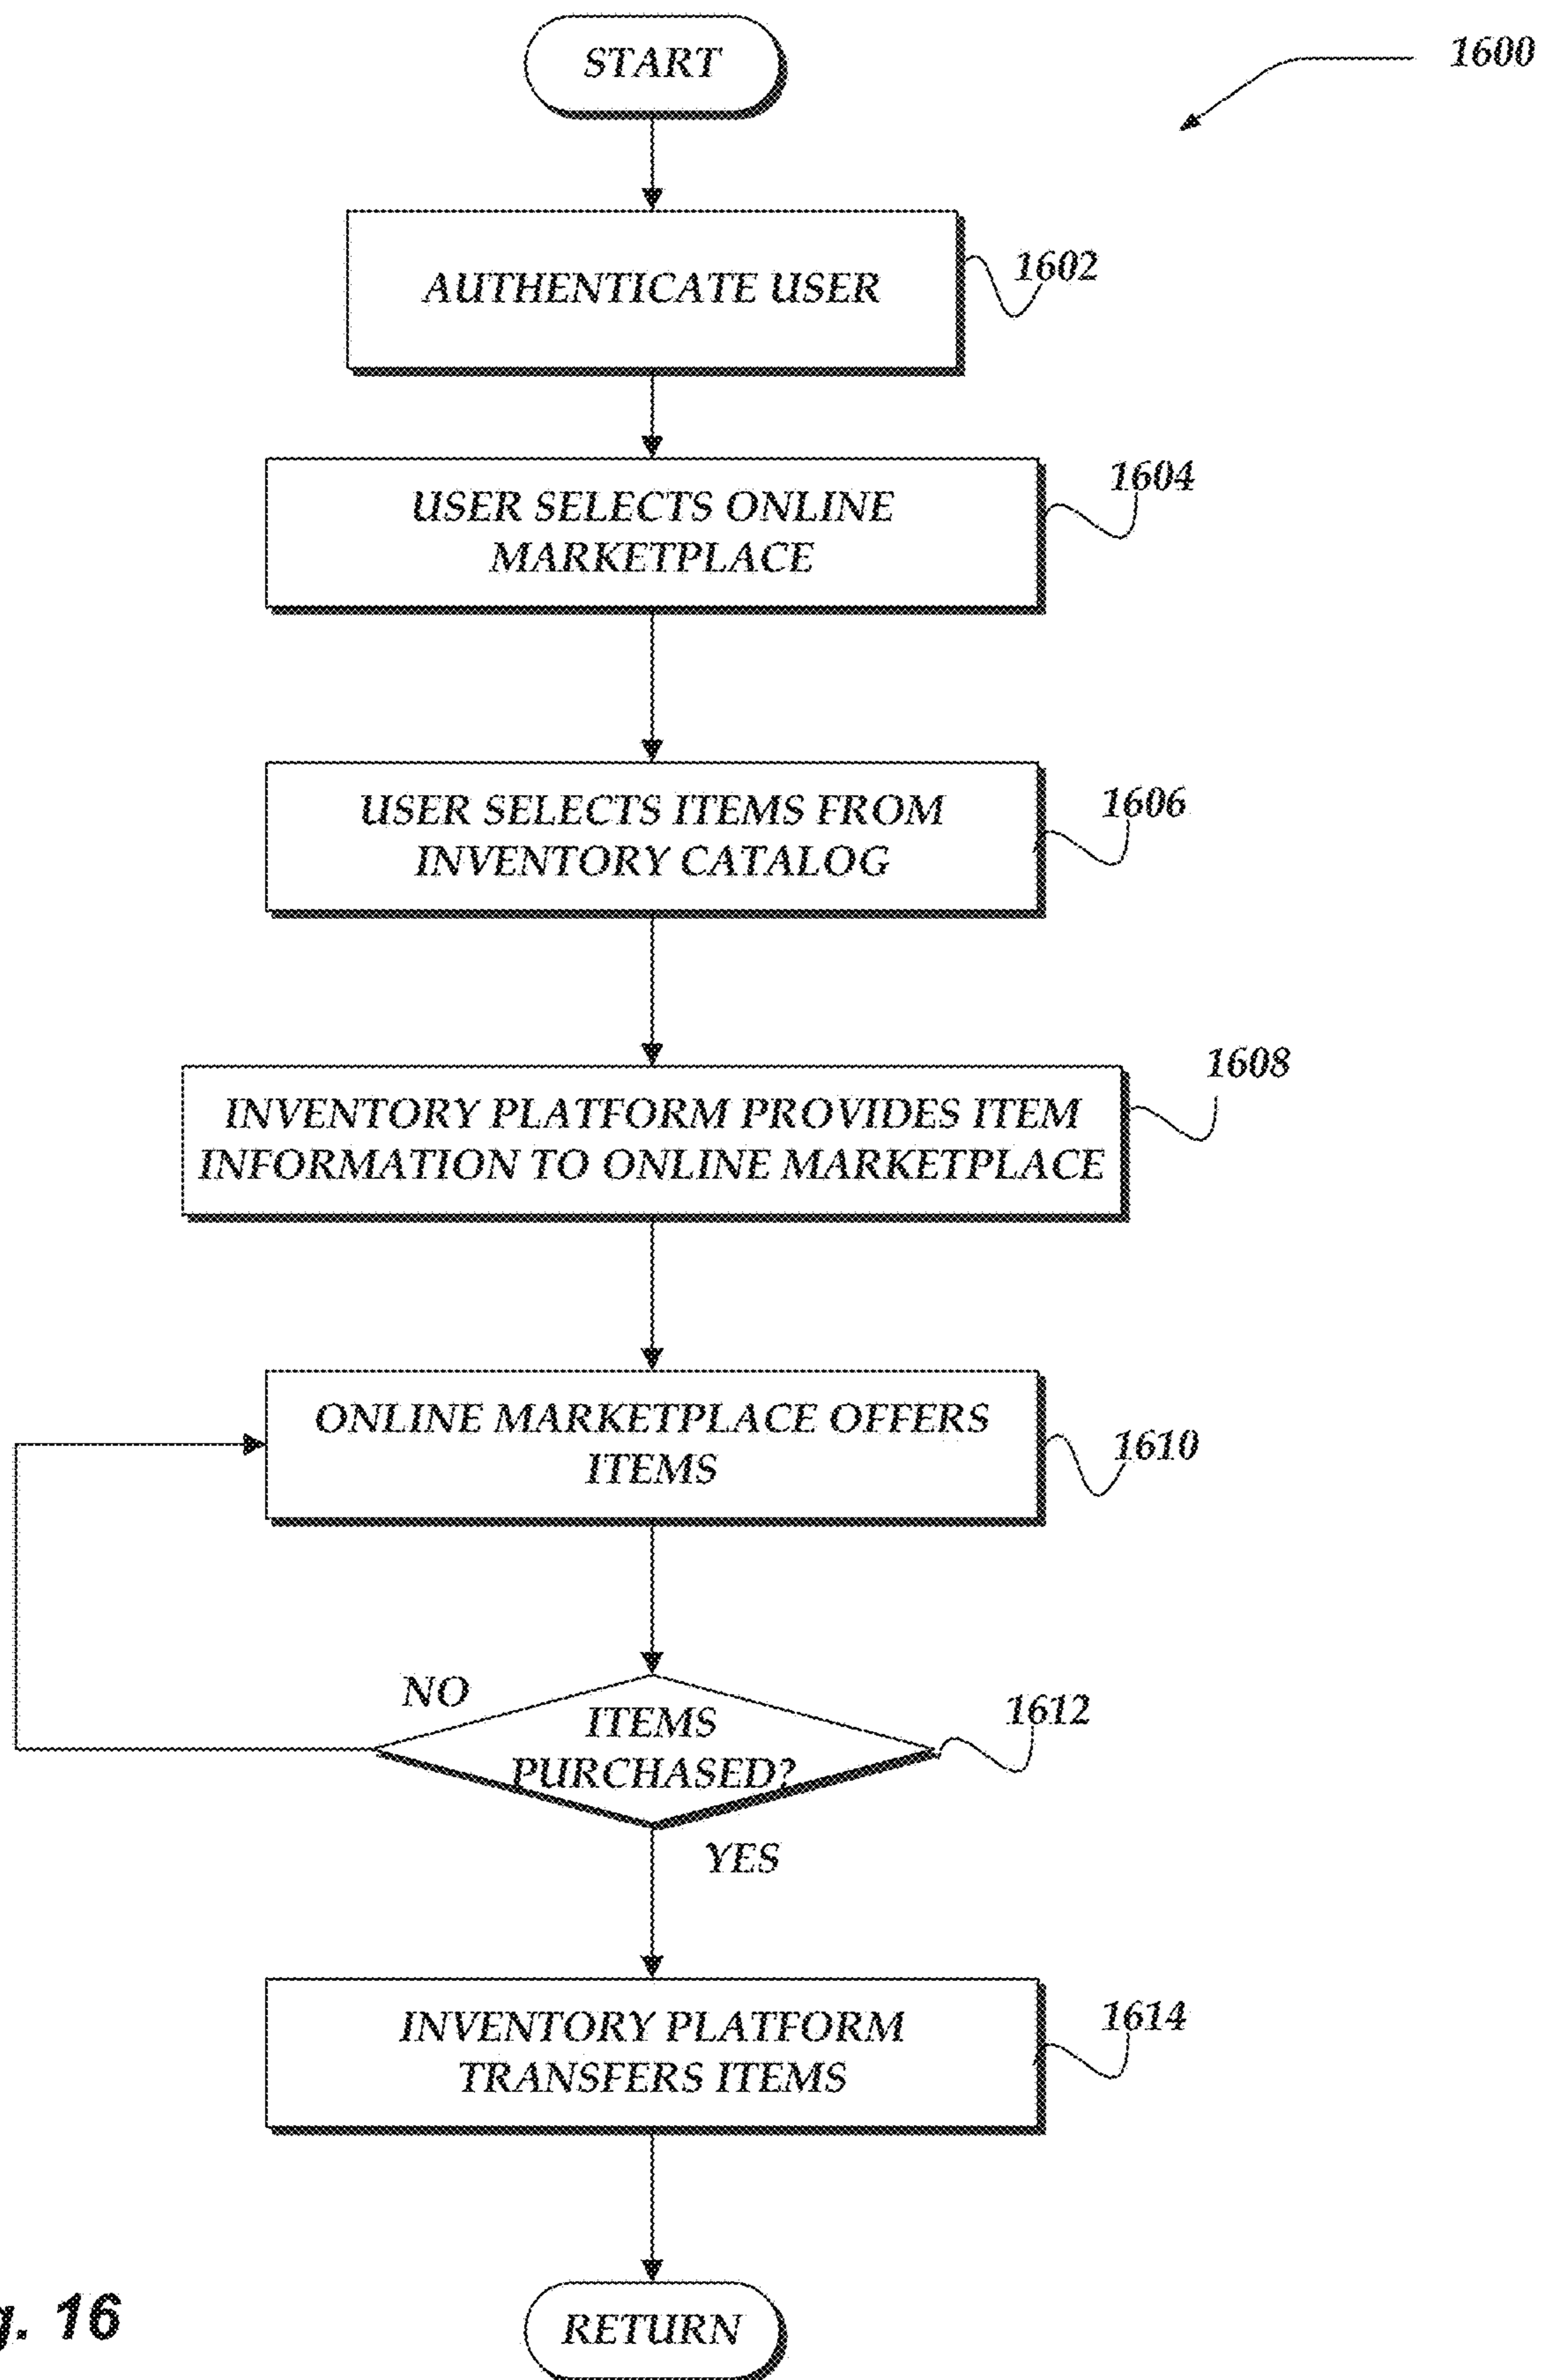 START
1600
AUTHENTICATE USER
1602
USER SELECTS ONLINE
MARKETPLACE
1604
USER SELECTS ITEMS FROM
INVENTORY CATALOG
1606
INVENTORY PLATFORM PROVIDES ITEM
INFORMATION TO ONLINE MARKETPLACE
1608
ONLINE MARKETPLACE OFFERS
ITEMS
1610
NO
ITEMS
PURCHASED?
1612
YES
INVENTORY PLATFORM
TRANSFERS ITEMS
1614
RETURN
g. 16